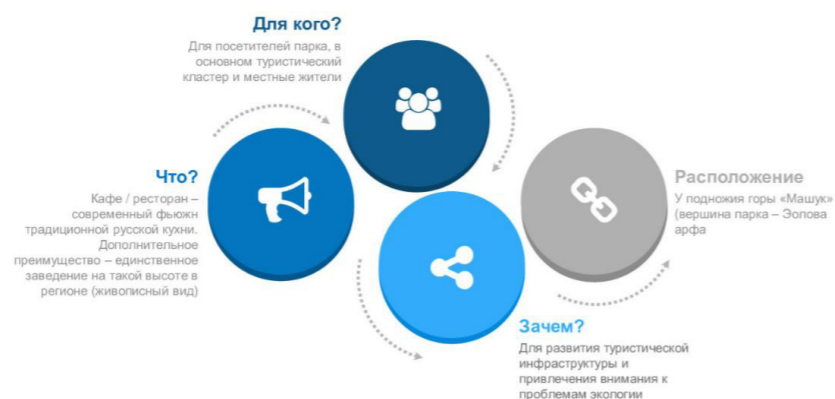 Для кого?
Для посетителей парка, в
основном туристический
кластер и местные жители
Что?
Кафе / ресторан –
современный фьюжн
традиционной русской кухни.
Дополнительное
преимущество – единственное
заведение на такой высоте в
регионе (живописный вид)
Зачем?
Для развития туристической
инфраструктуры и
привлечения внимания к
проблемам экологии
Расположение
У подножия горы «Машук»
(вершина парка – Эолова
арфа